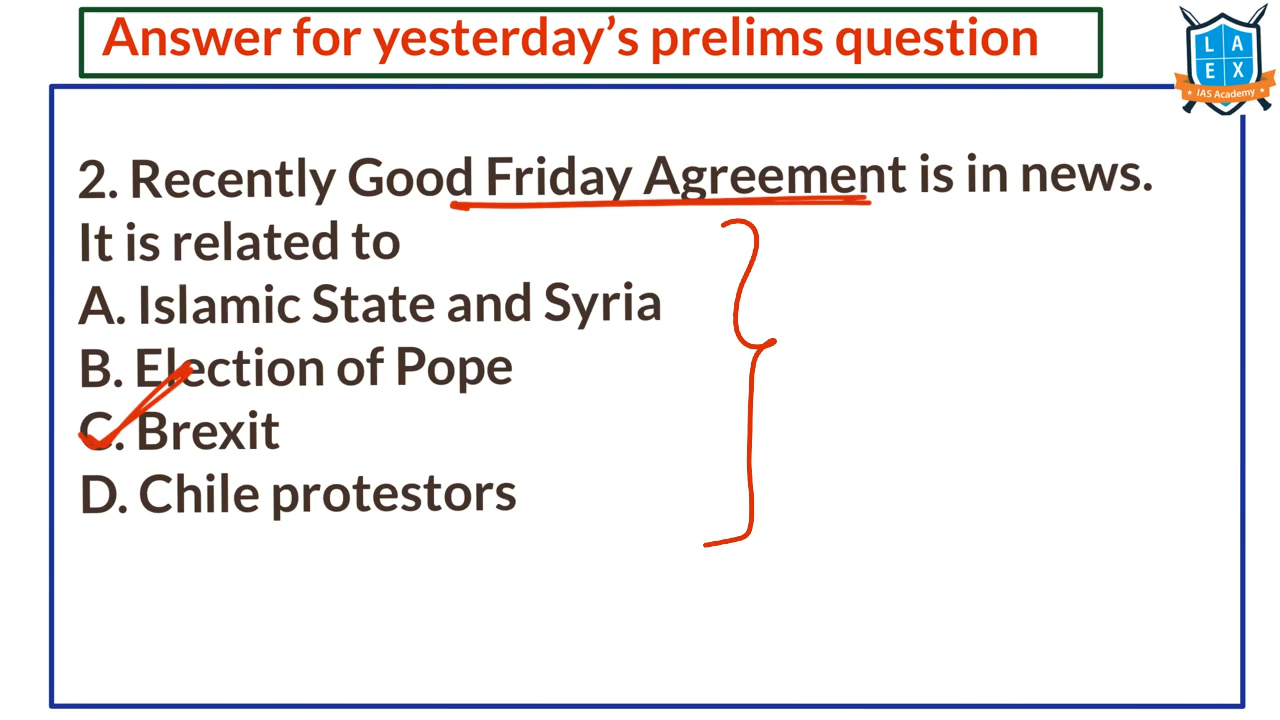 Answer for yesterday’s prelims question
L A
E X
IAS Academy
2. Recently Good Friday Agreement is in news.
It is related to
A. Islamic State and Syria
B. Election of Pope
C. Brexit
D. Chile protestors